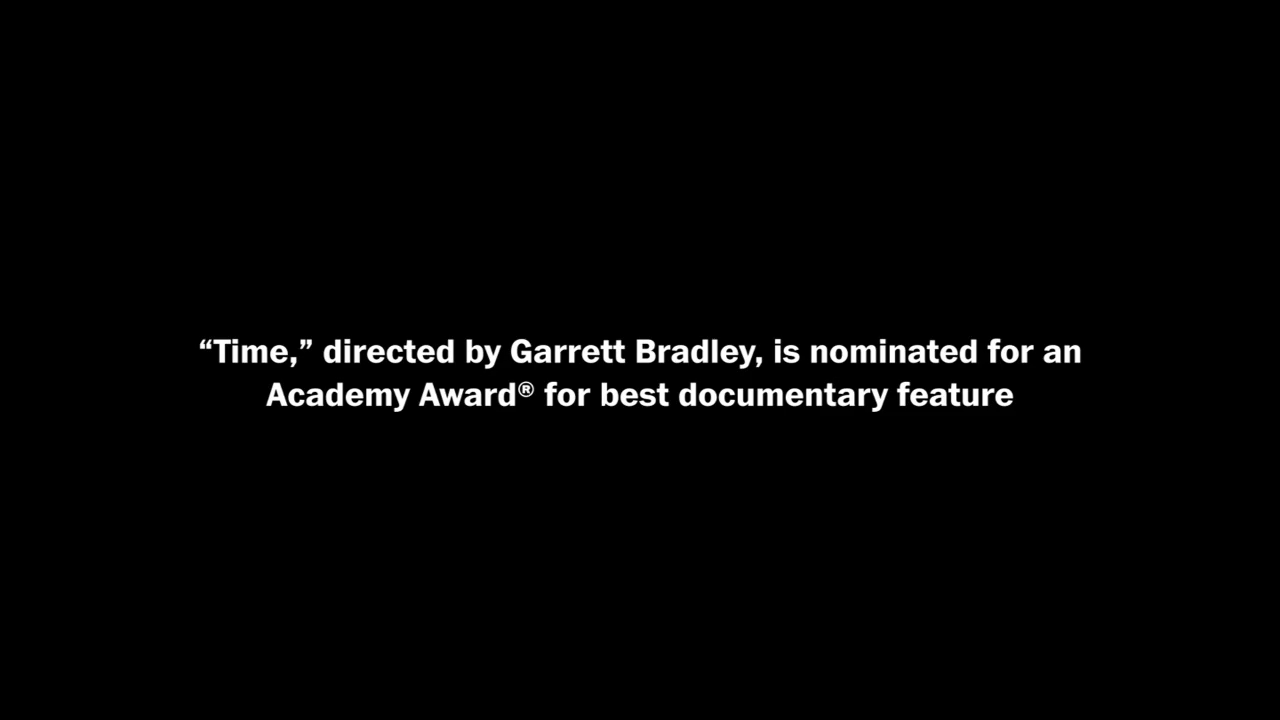 “Time,” directed by Garrett Bradley, is nominated for an
Academy Award® for best documentary feature